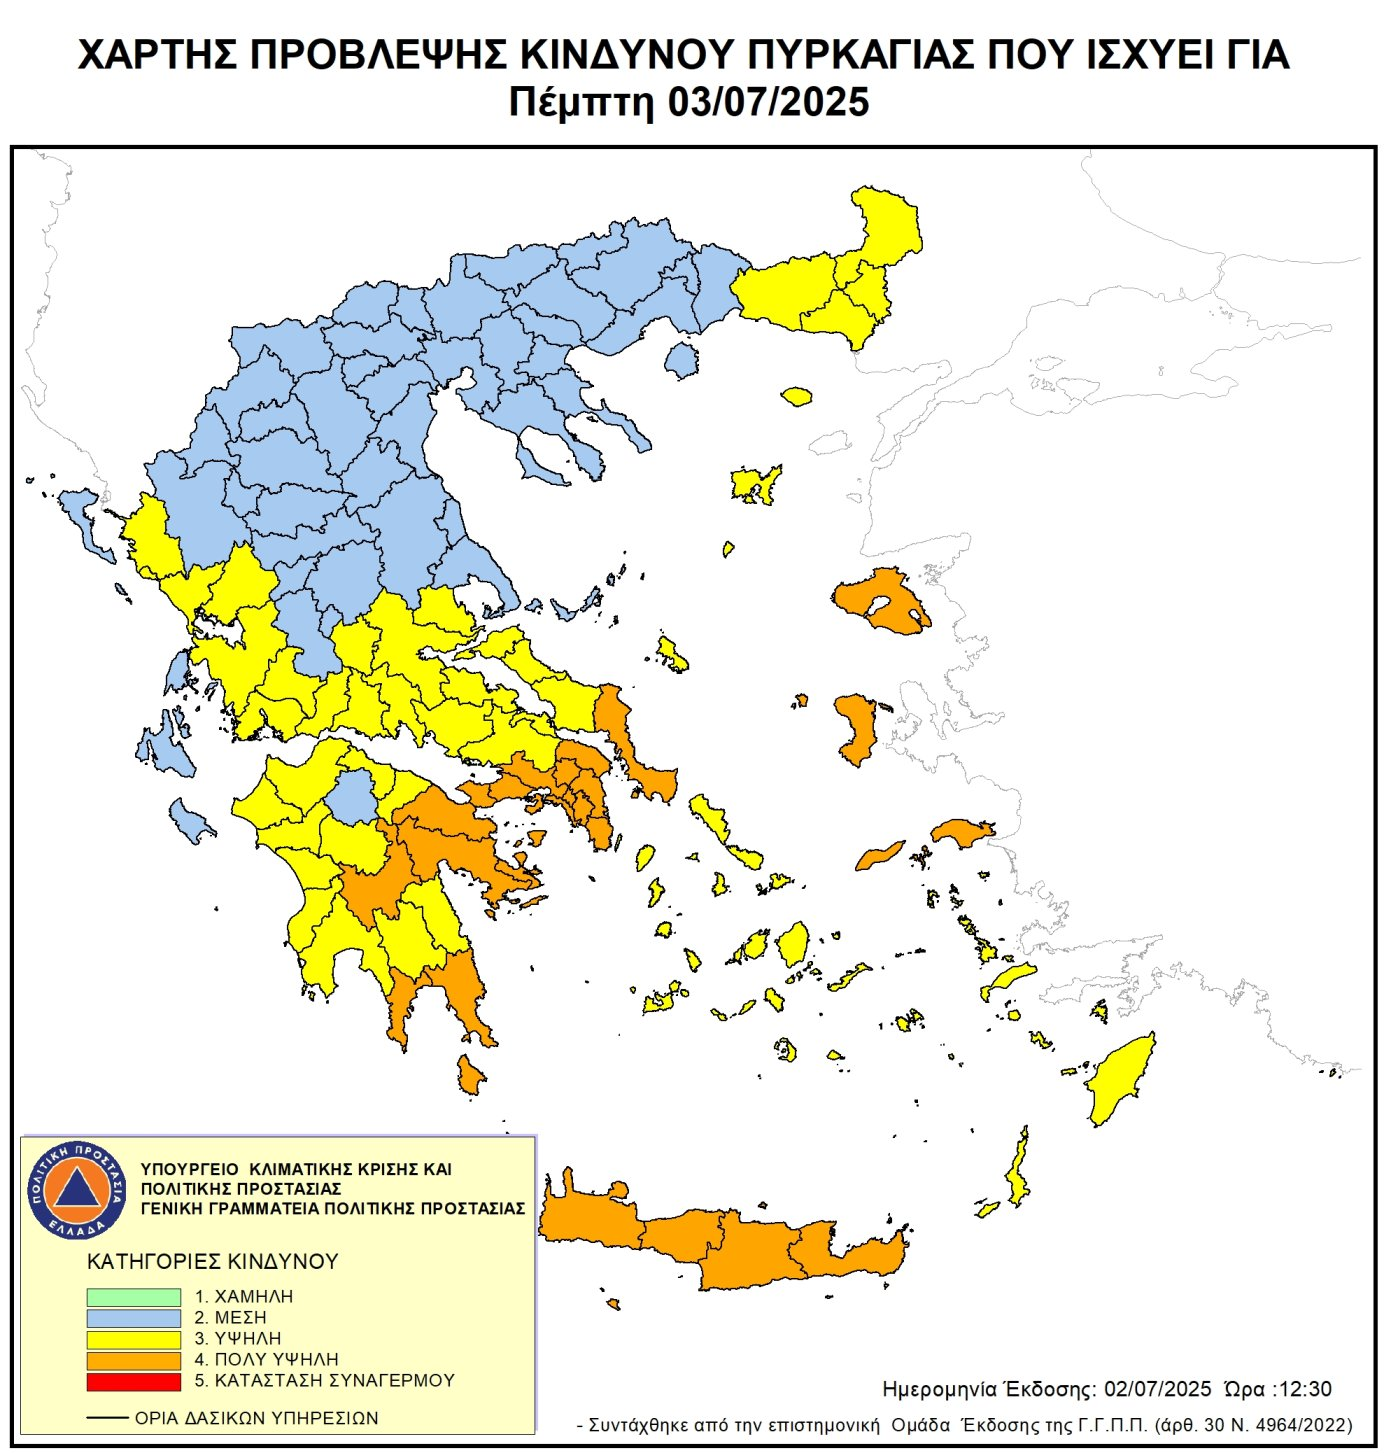 ΧΑΡΤΗΣ ΠΡΟΒΛΕΨΗΣ ΚΙΝΔΥΝΟΥ ΠΥΡΚΑΓΙΑΣ ΠΟΥ ΙΣΧΥΕΙ ΓΙΑ
Πέμπτη 03/07/2025
ΠΟΛΙΤΙΚΗ ΠΡΟΣΤΑΣΙΑ
ΕΛΛΑΔΑ
ΥΠΟΥΡΓΕΙΟ ΚΛΙΜΑΤΙΚΗΣ ΚΡΙΣΗΣ ΚΑΙ
ΠΟΛΙΤΙΚΗΣ ΠΡΟΣΤΑΣΙΑΣ
ΓΕΝΙΚΗ ΓΡΑΜΜΑΤΕΙΑ ΠΟΛΙΤΙΚΗΣ ΠΡΟΣΤΑΣΙΑΣ
ΚΑΤΗΓΟΡΙΕΣ ΚΙΝΔΥΝΟΥ
1. ΧΑΜΗΛΗ
2. ΜΕΣΗ
3. ΥΨΗΛΗ
4. ΠΟΛΥ ΥΨΗΛΗ
5. ΚΑΤΑΣΤΑΣΗ ΣΥΝΑΓΕΡΜΟΥ
ΟΡΙΑ ΔΑΣΙΚΩΝ ΥΠΗΡΕΣΙΩΝ
Ημερομηνία Έκδοσης: 02/07/2025 Ώρα :12:30
- Συντάχθηκε από την επιστημονική Ομάδα Έκδοσης της Γ.Γ.Π.Π. (άρθ. 30 Ν. 4964/2022)